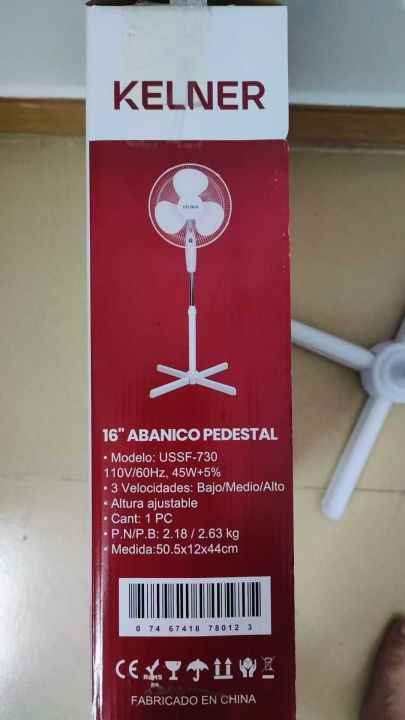 KELNER
KELNER
16" ABANICO PEDESTAL
• Modelo: USSF-730
110V/60Hz, 45W+5%
• 3 Velocidades: Bajo/Medio/Alto
• Altura ajustable
• Cant: 1 PC
• P.N/P.B: 2.18 / 2.63 kg
• Medida:50.5x12x44cm
0 74 67418 78012 3
CE RoHS
FABRICADO EN CHINA